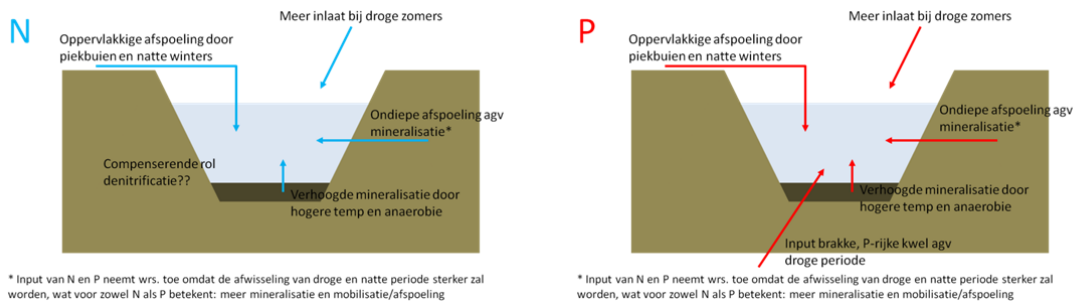 N
Meer inlaat bij droge zomers
Oppervlakkige afspoeling door
piekbuien en natte winters
Ondiepe afspoeling agv
mineralisatie*
Compenserende rol
denitrificatie??
Verhoogde mineralisatie door
hogere temp en anaerobie
* Input van N en P neemt wrs. toe omdat de afwisseling van droge en natte periode sterker zal
worden, wat voor zowel N als P betekent: meer mineralisatie en mobilisatie/afspoeling
P
Meer inlaat bij droge zomers
Oppervlakkige afspoeling door
piekbuien en natte winters
Ondiepe afspoeling agv
mineralisatie*
Verhoogde mineralisatie door
hogere temp en anaerobie
Input brakke, P-rijke kwel agv
droge periode
* Input van N en P neemt wrs. toe omdat de afwisseling van droge en natte periode sterker zal
worden, wat voor zowel N als P betekent: meer mineralisatie en mobilisatie/afspoeling